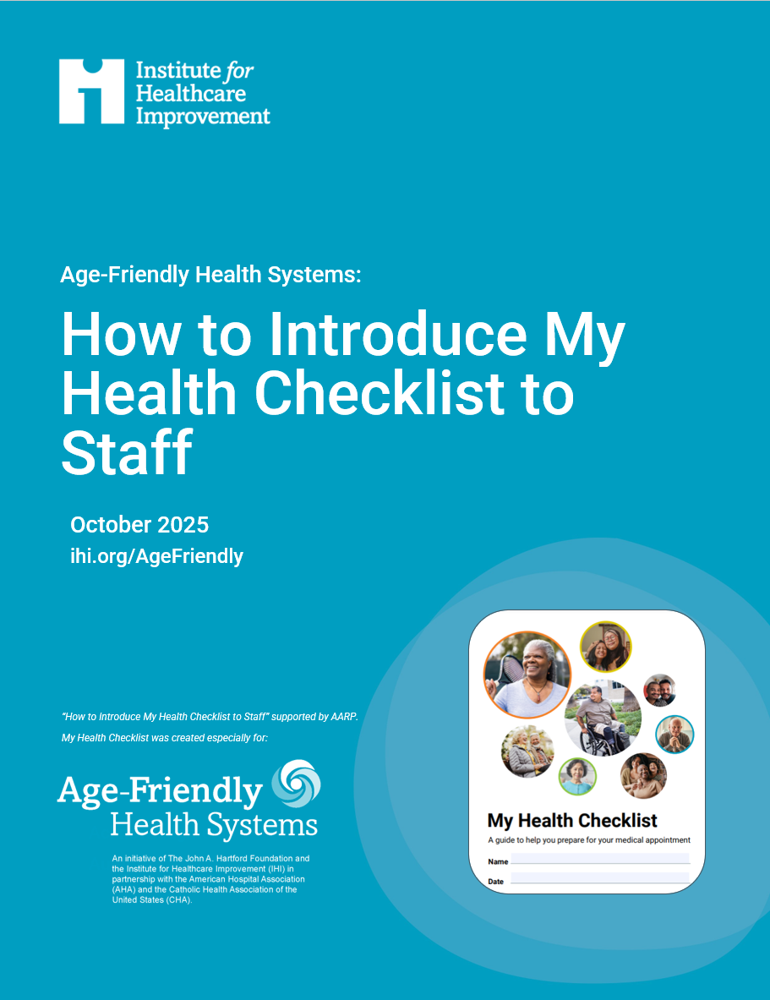 Institute for
Healthcare
Improvement
Age-Friendly Health Systems:
How to Introduce My
Health Checklist to
Staff
October 2025
ihi.org/AgeFriendly
“How to Introduce My Health Checklist to Staff” supported by AARP.
My Health Checklist was created especially for:
Age-Friendly
Health Systems
An initiative of The John A. Hartford Foundation and
the Institute for Healthcare Improvement (IHI) in
partnership with the American Hospital Association
(AHA) and the Catholic Health Association of the
United States (CHA).
My Health Checklist
A guide to help you prepare for your medical appointment
Name
Date